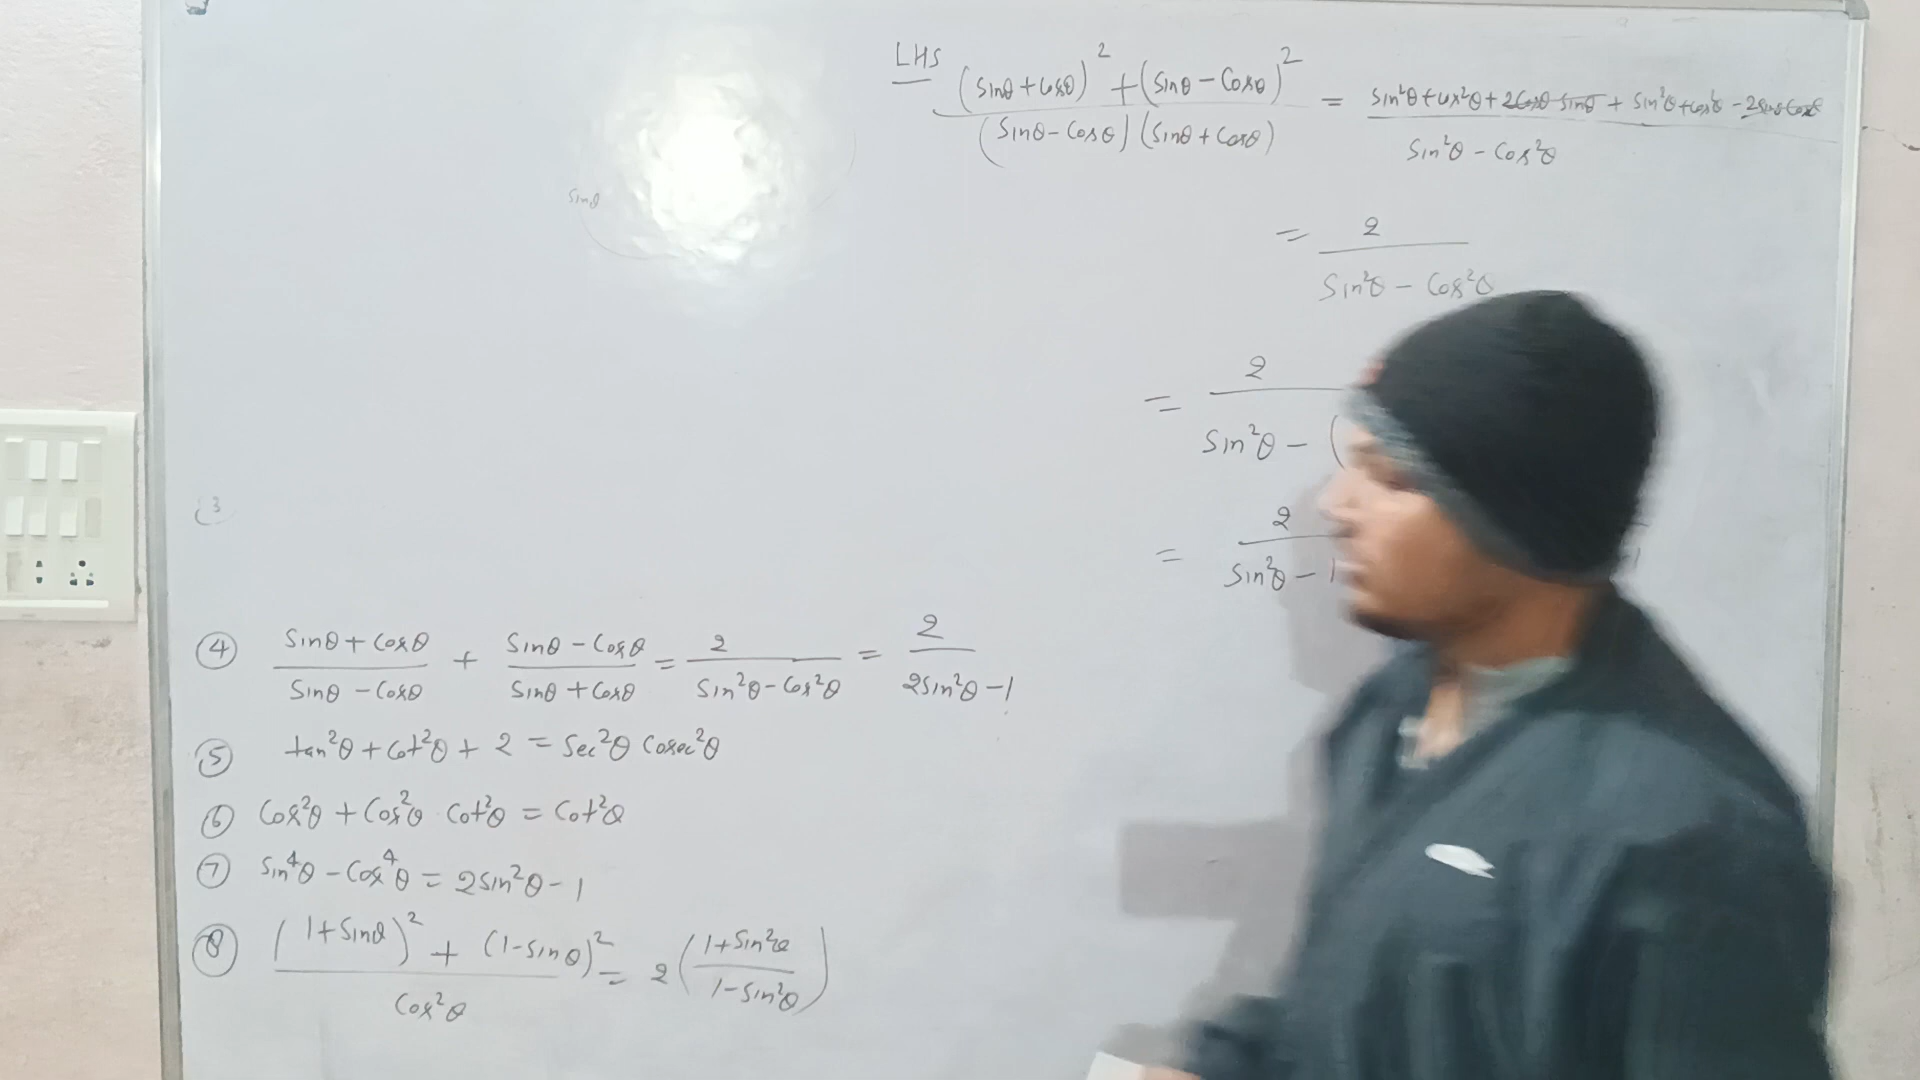 LHS
(sinθ + cosθ)² + (sinθ − cosθ)² / (sinθ − cosθ)(sinθ + cosθ) = sin²θ + cos²θ + 2cosθ sinθ + sin²θ + cos²θ − 2sinθ cosθ / sin²θ − cos²θ
sinθ
= 2 / sin²θ − cos²θ
= 2 / sin²θ − (
= 2 / sin²θ − 1
3
④ sinθ + cosθ / sinθ − cosθ + sinθ − cosθ / sinθ + cosθ = 2 / sin²θ − cos²θ = 2 / 2sin²θ − 1
⑤ tan²θ + cot²θ + 2 = sec²θ cosec²θ
⑥ cos²θ + cos²θ cot²θ = cot²θ
⑦ sin⁴θ − cos⁴θ = 2sin²θ − 1
⑧ (1 + sinθ)² + (1 − sinθ)² / cos²θ = 2(1 + sin²θ / 1 − sin²θ)